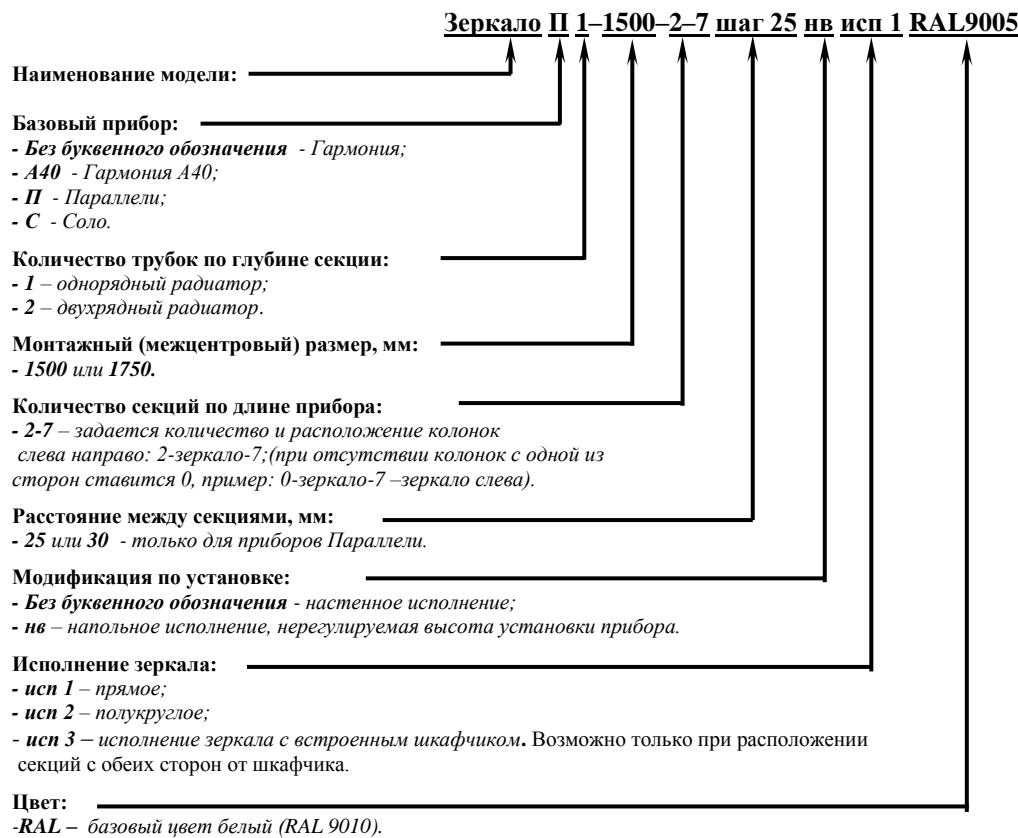 Зеркало П 1–1500–2–7 шаг 25 нв исп 1 RAL9005
Наименование модели:
Базовый прибор:
- Без буквенного обозначения - Гармония;
- А40 - Гармония А40;
- П - Параллели;
- С - Соло.
Количество трубок по глубине секции:
- 1 – однорядный радиатор;
- 2 – двухрядный радиатор.
Монтажный (межцентровый) размер, мм:
- 1500 или 1750.
Количество секций по длине прибора:
- 2-7 – задается количество и расположение колонок
слева направо: 2-зеркало-7;(при отсутствии колонок с одной из
сторон ставится 0, пример: 0-зеркало-7 –зеркало слева).
Расстояние между секциями, мм:
- 25 или 30 - только для приборов Параллели.
Модификация по установке:
- Без буквенного обозначения - настенное исполнение;
- нв – напольное исполнение, нерегулируемая высота установки прибора.
Исполнение зеркала:
- исп 1 – прямое;
- исп 2 – полукруглое;
- исп 3 – исполнение зеркала с встроенным шкафчиком. Возможно только при расположении
секций с обеих сторон от шкафчика.
Цвет:
-RAL – базовый цвет белый (RAL 9010).